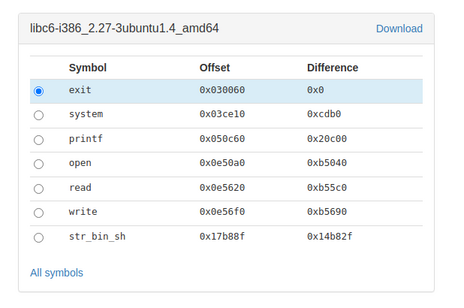 libc6-i386_2.27-3ubuntu1.4_amd64 Download
Symbol Offset Difference
exit 0x030060 0x0
system 0x03ce10 0xcdb0
printf 0x050c60 0x20c00
open 0x0e50a0 0xb5040
read 0x0e5620 0xb55c0
write 0x0e56f0 0xb5690
str_bin_sh 0x17b88f 0x14b82f
All symbols